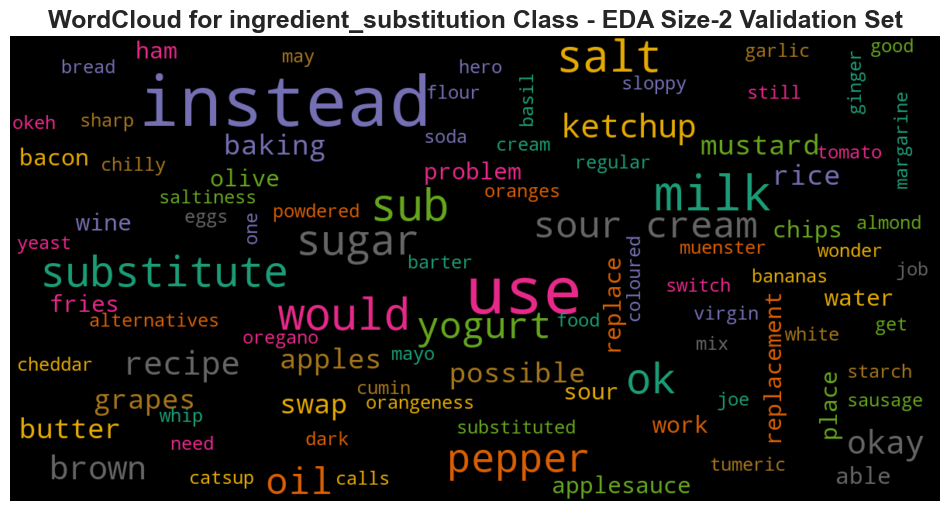 WordCloud for ingredient_substitution Class - EDA Size-2 Validation Set
ham may salt garlic good
bread instead hero sloppy ginger
flour basil still margarine
okeh sharp soda ketchup
baking cream mustard tomato
bacon chilly problem regular rice
olive oranges milk
saltiness sub
wine eggs one powdered sour cream chips almond
yeast sugar coloured muenster wonder
substitute barter use replace switch bananas job
fries would virgin water
alternatives yogurt food get
oregano mix white
cheddar recipe apples mayo possible ok replacement starch
grapes cumin sour joe place sausage
whip swap orangeness
butter need dark substituted work okay
brown pepper tumeric able
catsup oil calls applesauce